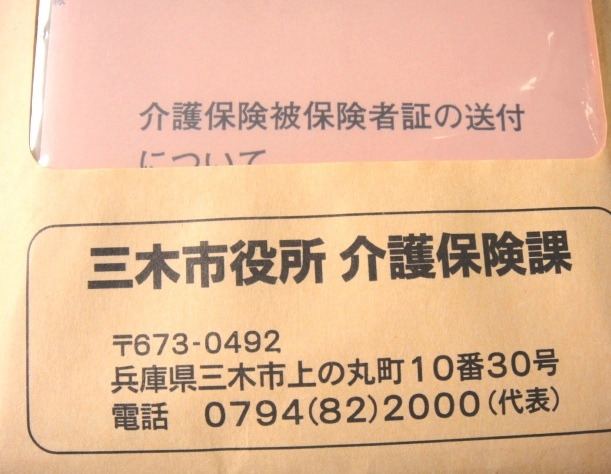 介護保険被保険者証の送付
について
三木市役所 介護保険課
〒673-0492
兵庫県三木市上の丸町10番30号
電話 0794(82)2000(代表)